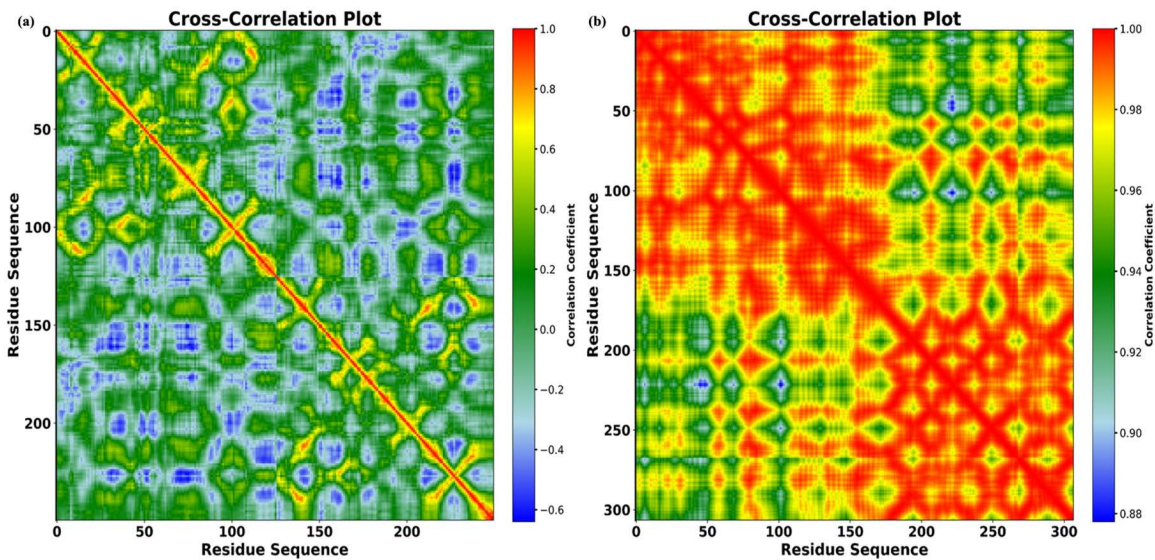 (a)
Cross-Correlation Plot
0
50
100
150
200
Residue Sequence
0 50 100 150 200
Residue Sequence
1.0
0.8
0.6
0.4
0.2
0.0
−0.2
−0.4
−0.6
Correlation Coefficient
(b)
Cross-Correlation Plot
0
50
100
150
200
250
300
Residue Sequence
0 50 100 150 200 250 300
Residue Sequence
1.00
0.98
0.96
0.94
0.92
0.90
0.88
Correlation Coefficient